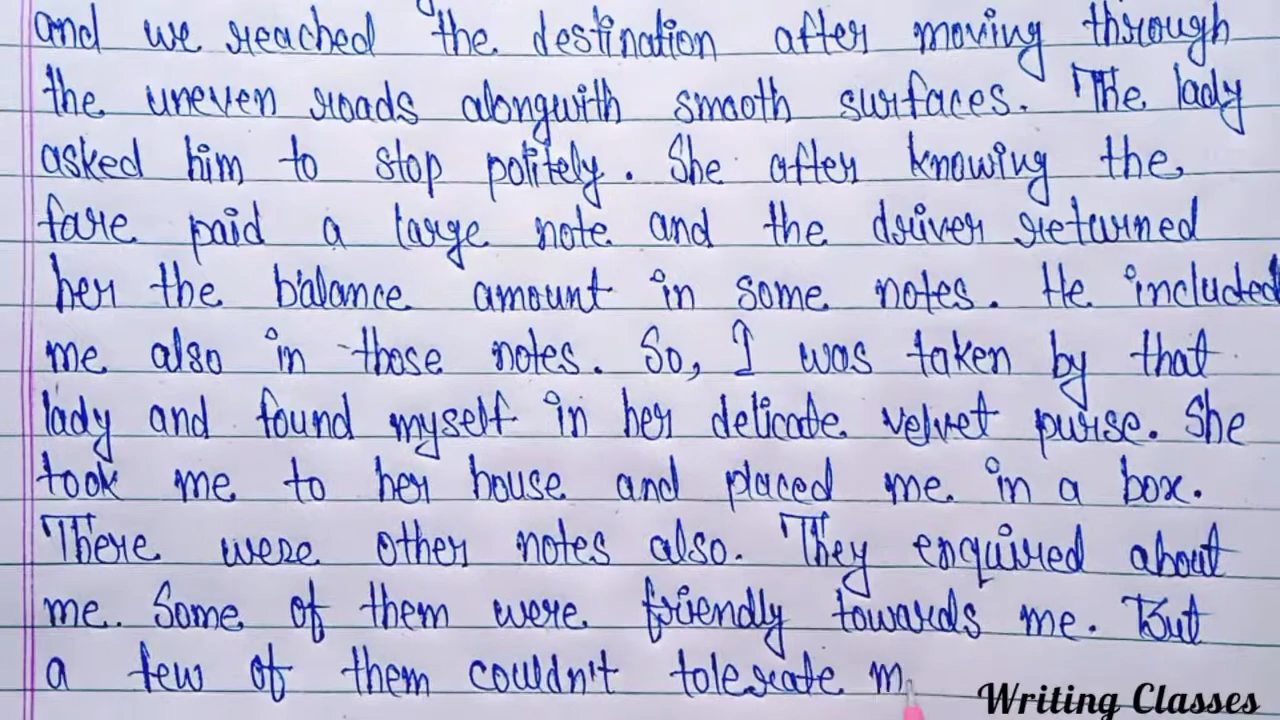 and we reached the destination after moving through
the uneven roads alongwith smooth surfaces. The lady
asked him to stop politely. She after knowing the
fare paid a large note and the driver returned
her the balance amount in some notes. He included
me also in those notes. So, I was taken by that
lady and found myself in her delicate velvet purse. She
took me to her house and placed me in a box.
There were other notes also. They enquired about
me. Some of them were friendly towards me. But
a few of them couldn't tolerate m
Writing Classes